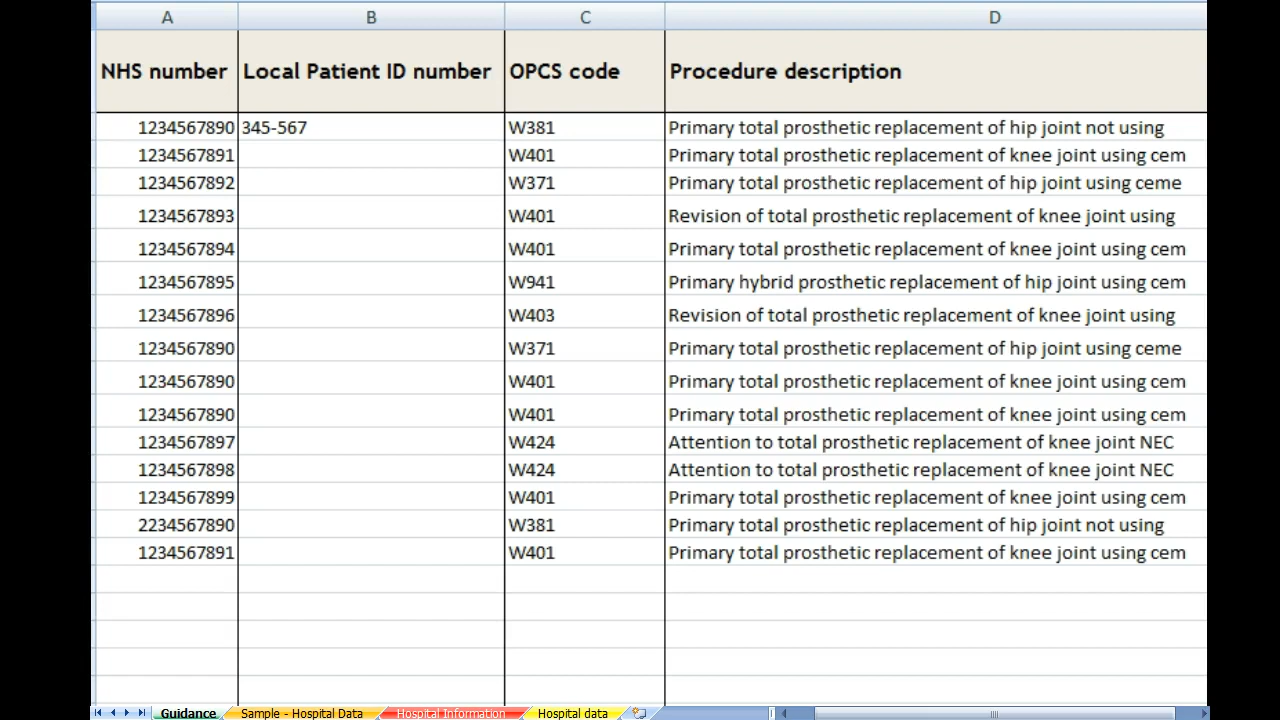 A B C D
NHS number Local Patient ID number OPCS code Procedure description
1234567890 345-567 W381 Primary total prosthetic replacement of hip joint not using
1234567891 W401 Primary total prosthetic replacement of knee joint using cem
1234567892 W371 Primary total prosthetic replacement of hip joint using ceme
1234567893 W401 Revision of total prosthetic replacement of knee joint using
1234567894 W401 Primary total prosthetic replacement of knee joint using cem
1234567895 W941 Primary hybrid prosthetic replacement of hip joint using cem
1234567896 W403 Revision of total prosthetic replacement of knee joint using
1234567890 W371 Primary total prosthetic replacement of hip joint using ceme
1234567890 W401 Primary total prosthetic replacement of knee joint using cem
1234567890 W401 Primary total prosthetic replacement of knee joint using cem
1234567897 W424 Attention to total prosthetic replacement of knee joint NEC
1234567898 W424 Attention to total prosthetic replacement of knee joint NEC
1234567899 W401 Primary total prosthetic replacement of knee joint using cem
2234567890 W381 Primary total prosthetic replacement of hip joint not using
1234567891 W401 Primary total prosthetic replacement of knee joint using cem
Guidance Sample - Hospital Data Hospital Information Hospital data